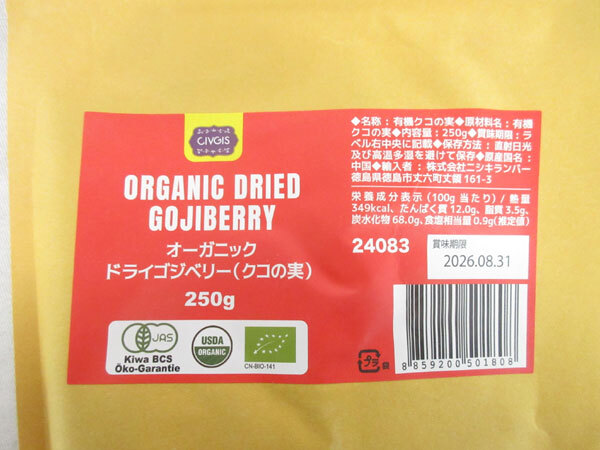 CIVGIS
ORGANIC DRIED
GOJIBERRY
オーガニック
ドライゴジベリー(クコの実)
250g
JAS
Kiwa BCS
Öko-Garantie
USDA
ORGANIC
CN-BIO-141
◆名称:有機クコの実◆原材料名:有機
クコの実◆内容量:250g◆賞味期限:ラ
ベル右中央に記載◆保存方法:直射日光
及び高温多湿を避けて保存◆原産国名:
中国◆輸入者:株式会社ニシキランバー
徳島県徳島市丈六町丈領161-3
栄養成分表示(100g当たり)/熱量
349kcal、たんぱく質12.0g、脂質3.5g、
炭水化物68.0g、食塩相当量0.9g(推定値)
24083
賞味期限
2026.08.31
プラ
袋
8859200501808